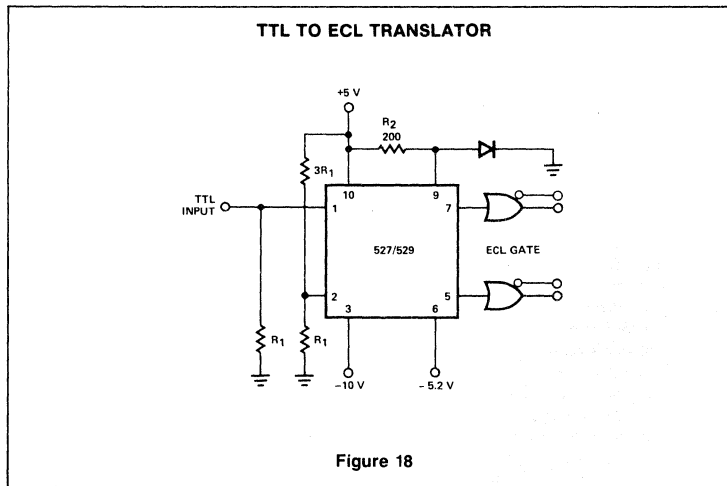 TTL TO ECL TRANSLATOR
+5 V
R2
200
3R1
10
9
TTL
INPUT
1
7
527/529
ECL GATE
2
5
3
6
R1
R1
–10 V
– 5.2 V
Figure 18